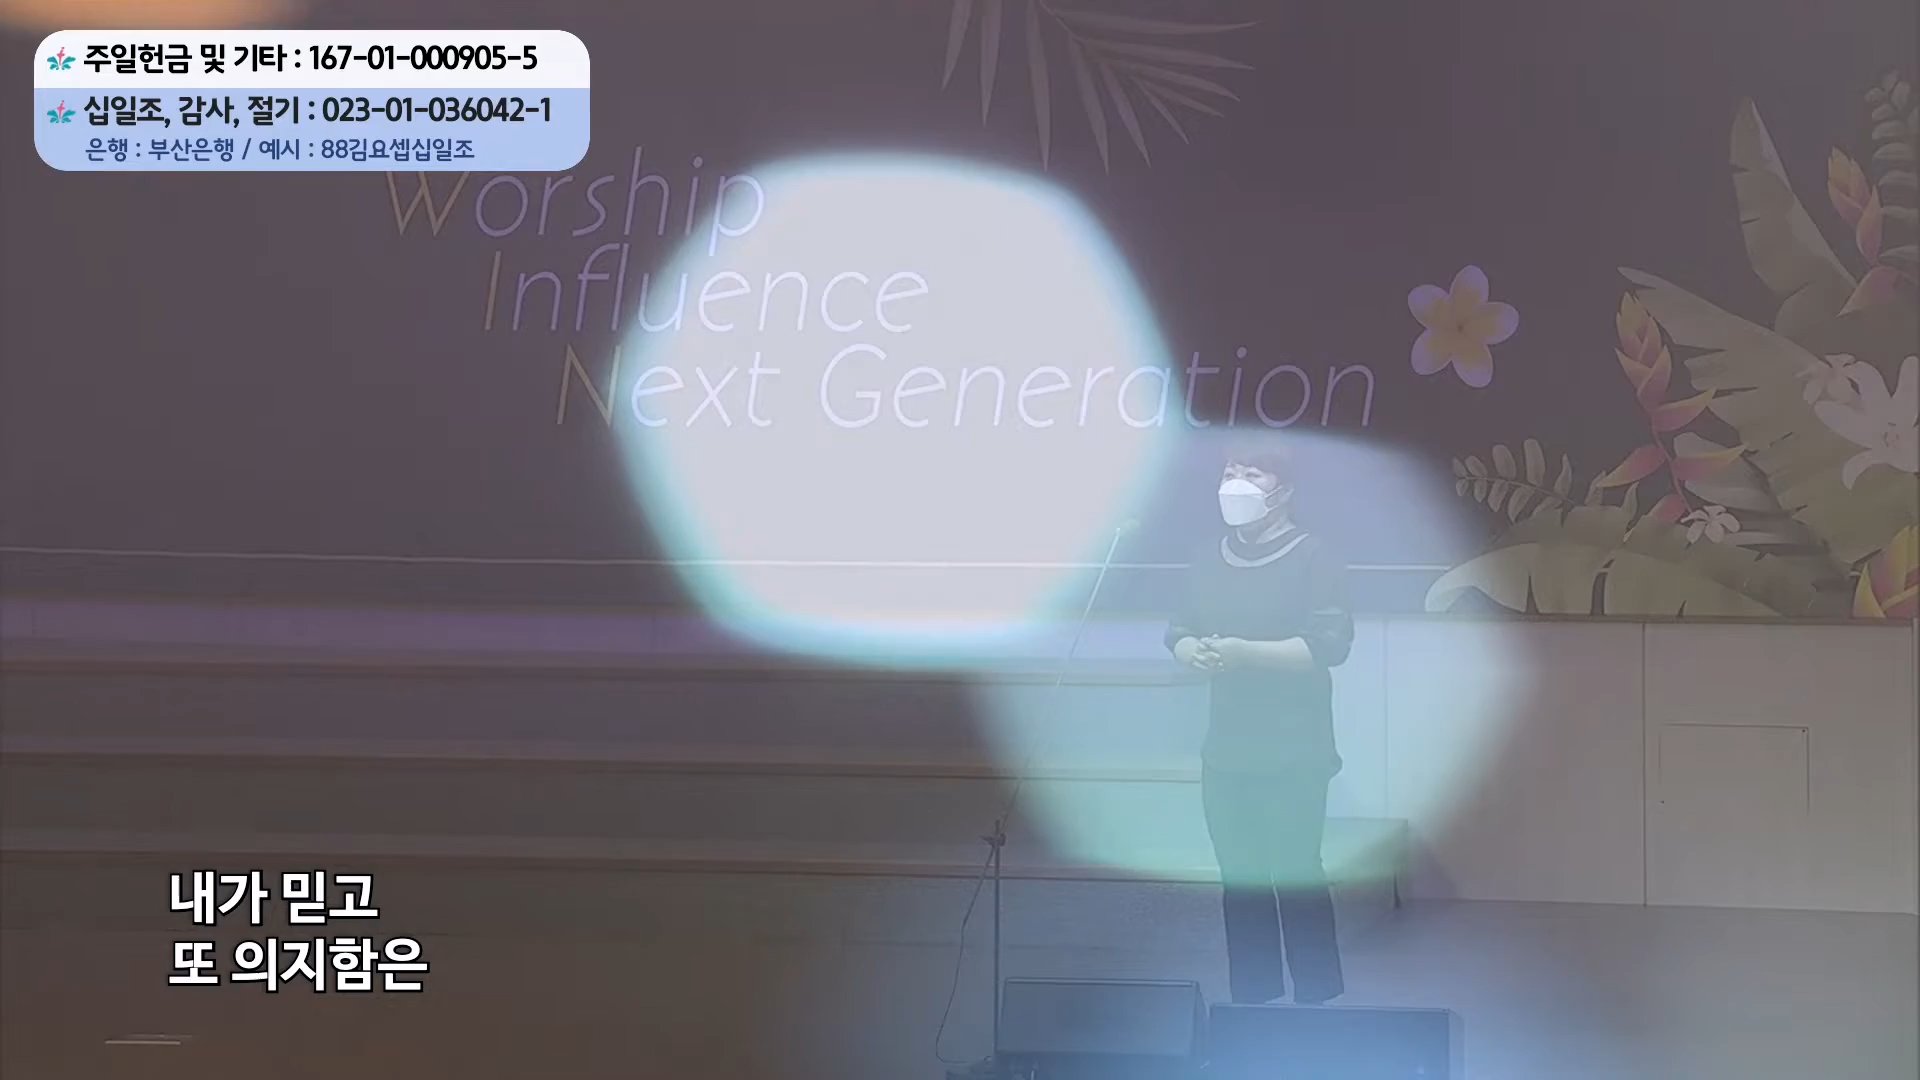 주일헌금 및 기타 : 167-01-000905-5
십일조, 감사, 절기 : 023-01-036042-1
은행 : 부산은행 / 예시 : 88김요셉십일조
Worship
Influence
Next Generation
내가 믿고
또 의지함은